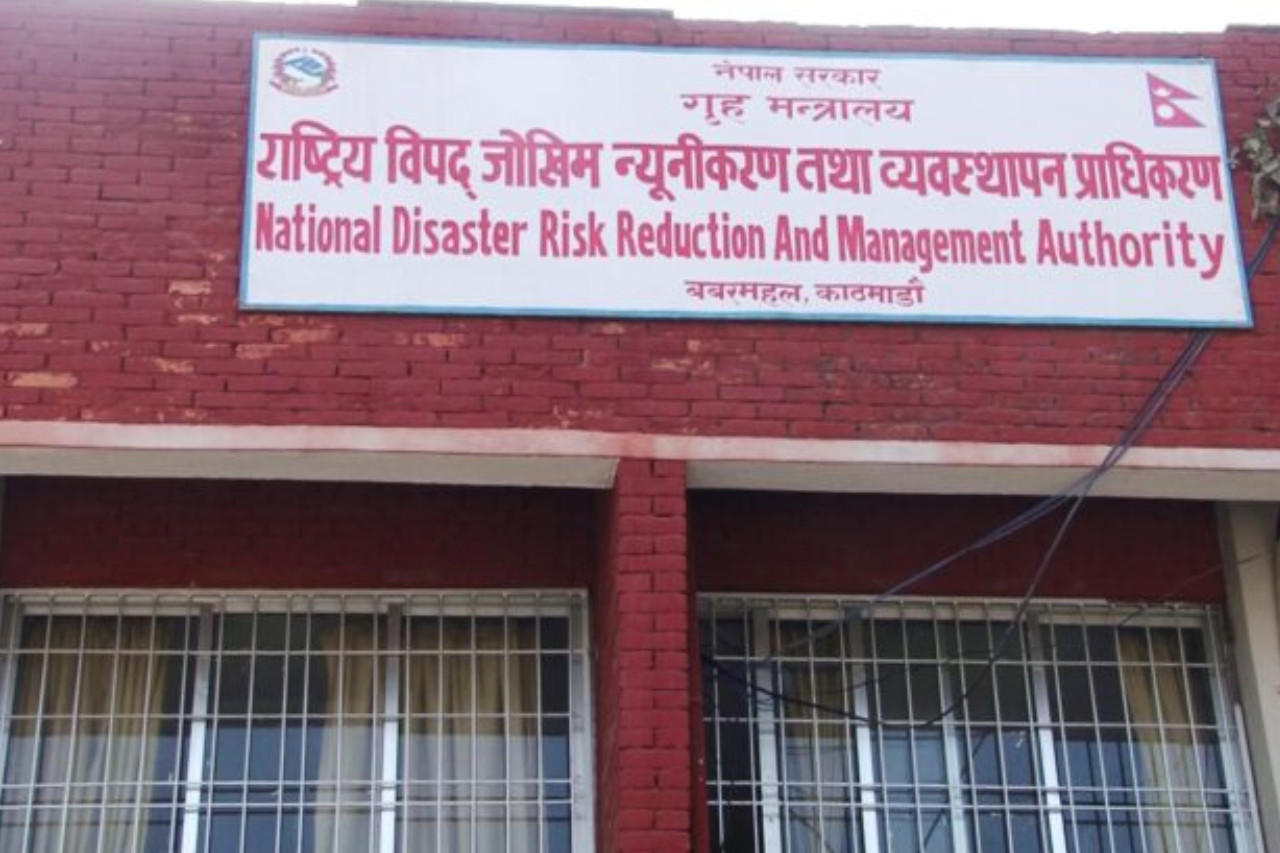 नेपाल सरकार
गृह मन्त्रालय
राष्ट्रिय विपद् जोखिम न्यूनीकरण तथा व्यवस्थापन प्राधिकरण
National Disaster Risk Reduction And Management Authority
बबरमहल, काठमाडौं